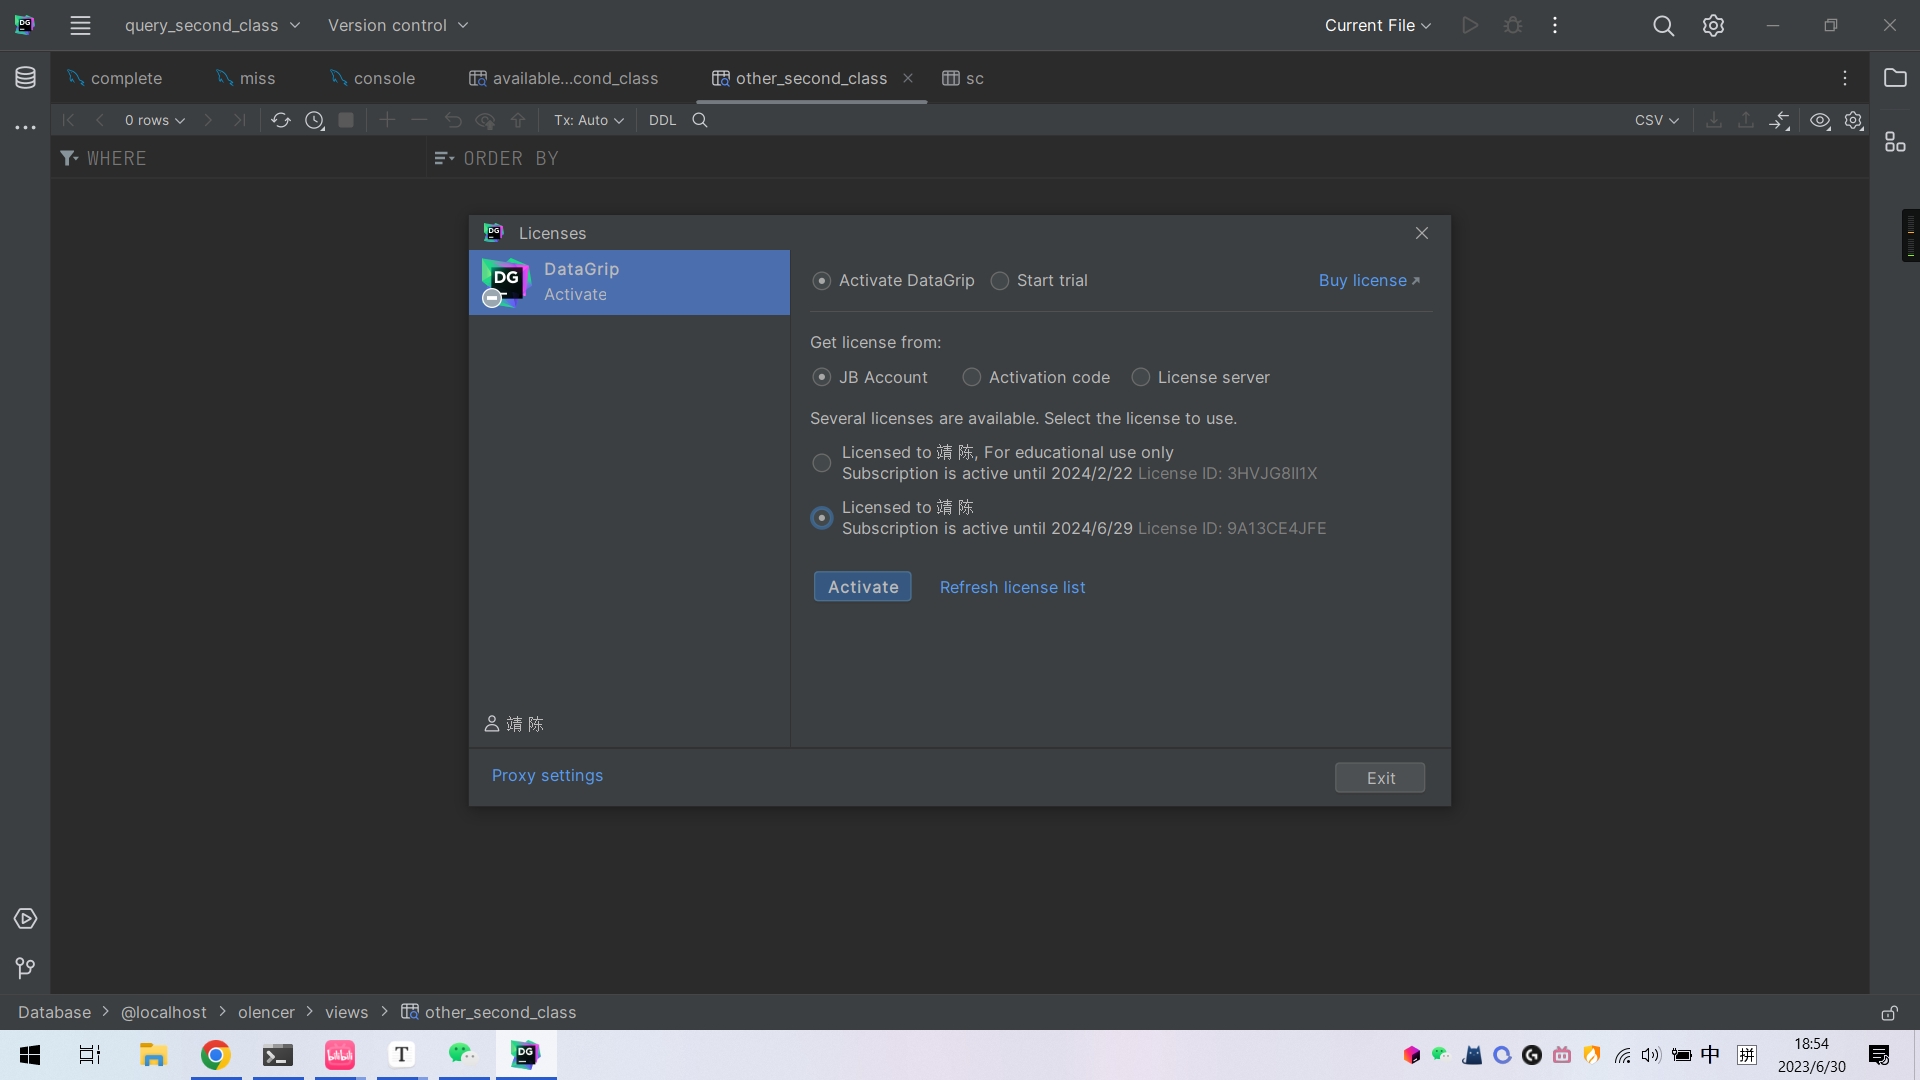 DG query_second_class Version control Current File
complete miss console available...cond_class other_second_class sc
0 rows Tx: Auto DDL CSV
WHERE ORDER BY
DG Licenses
DG DataGrip
Activate
Activate DataGrip Start trial Buy license
Get license from:
JB Account Activation code License server
Several licenses are available. Select the license to use.
Licensed to 靖 陈, For educational use only
Subscription is active until 2024/2/22 License ID: 3HVJG8II1X
Licensed to 靖 陈
Subscription is active until 2024/6/29 License ID: 9A13CE4JFE
Activate Refresh license list
靖 陈
Proxy settings Exit
Database @localhost olencer views other_second_class
bilibili T DG 中 拼 18:54
2023/6/30